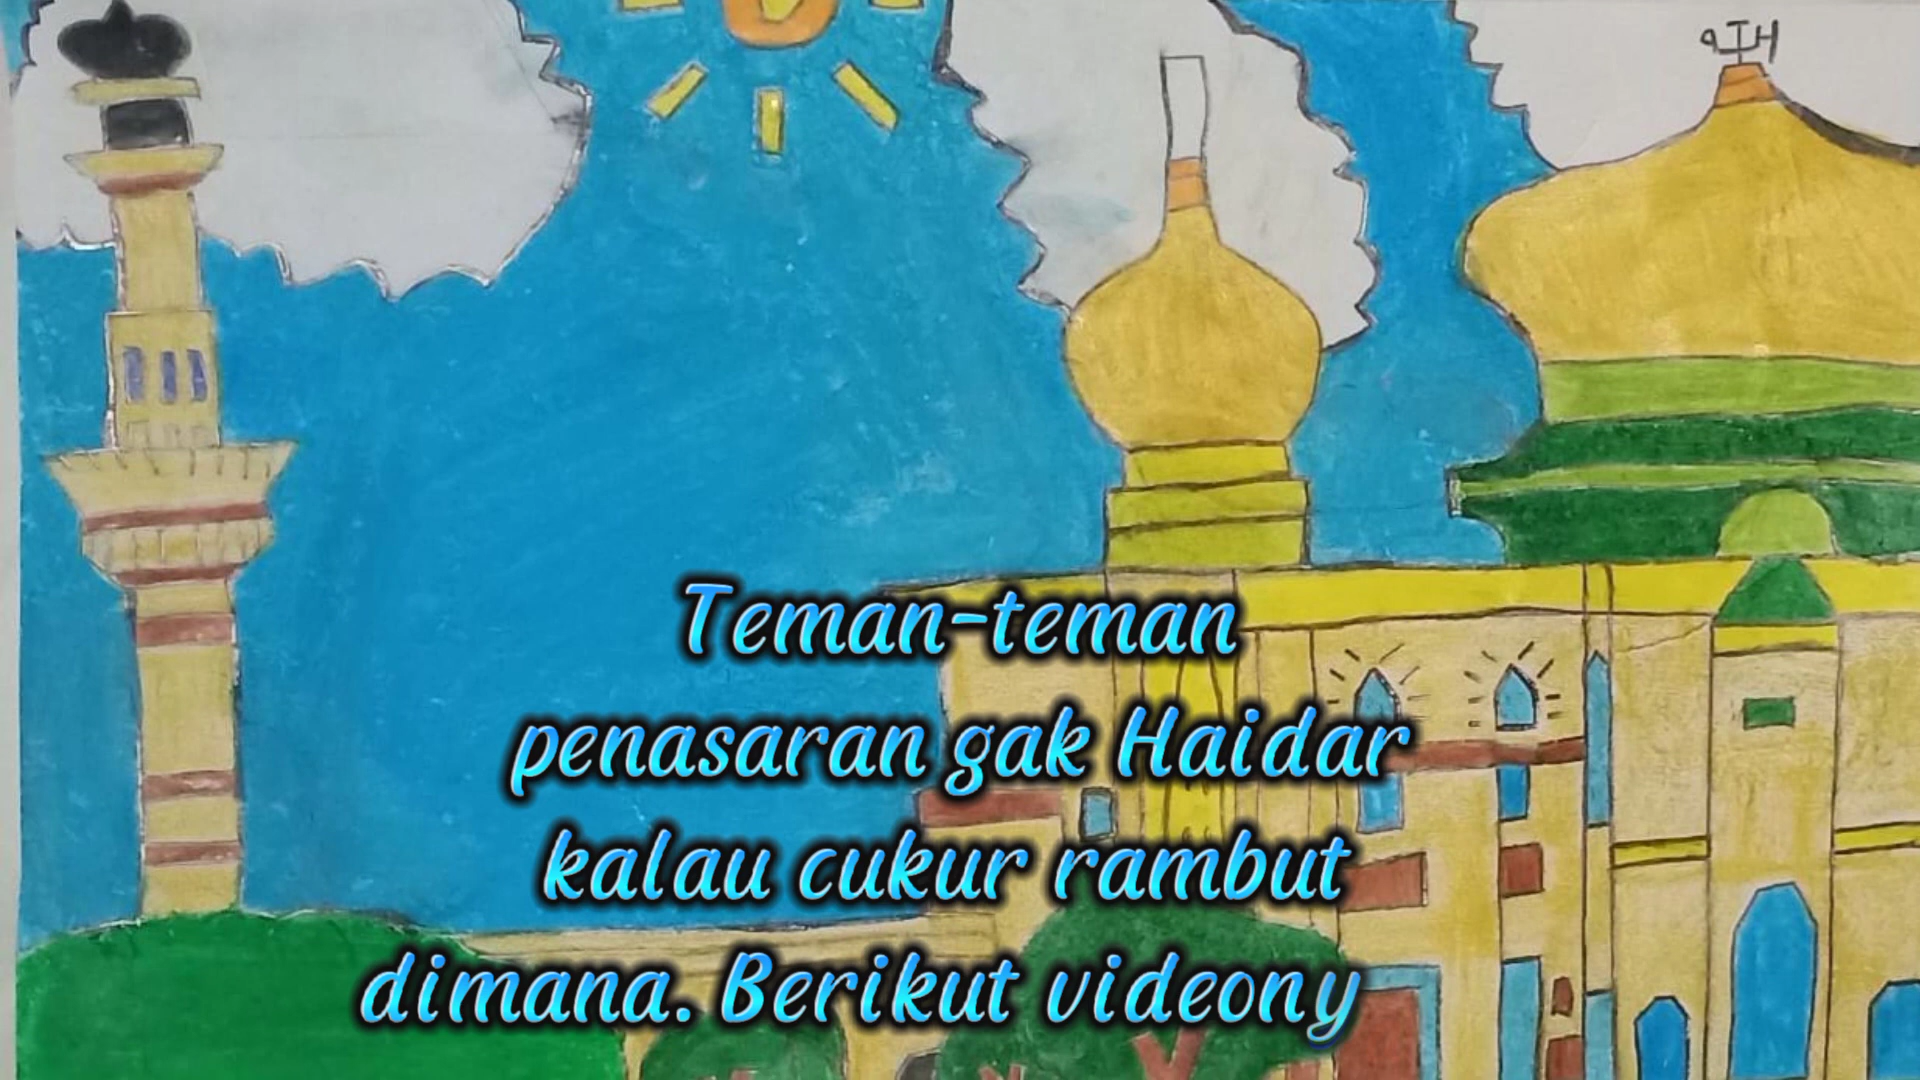 Teman-teman
penasaran gak Haidar
kalau cukur rambut
dimana. Berikut videony